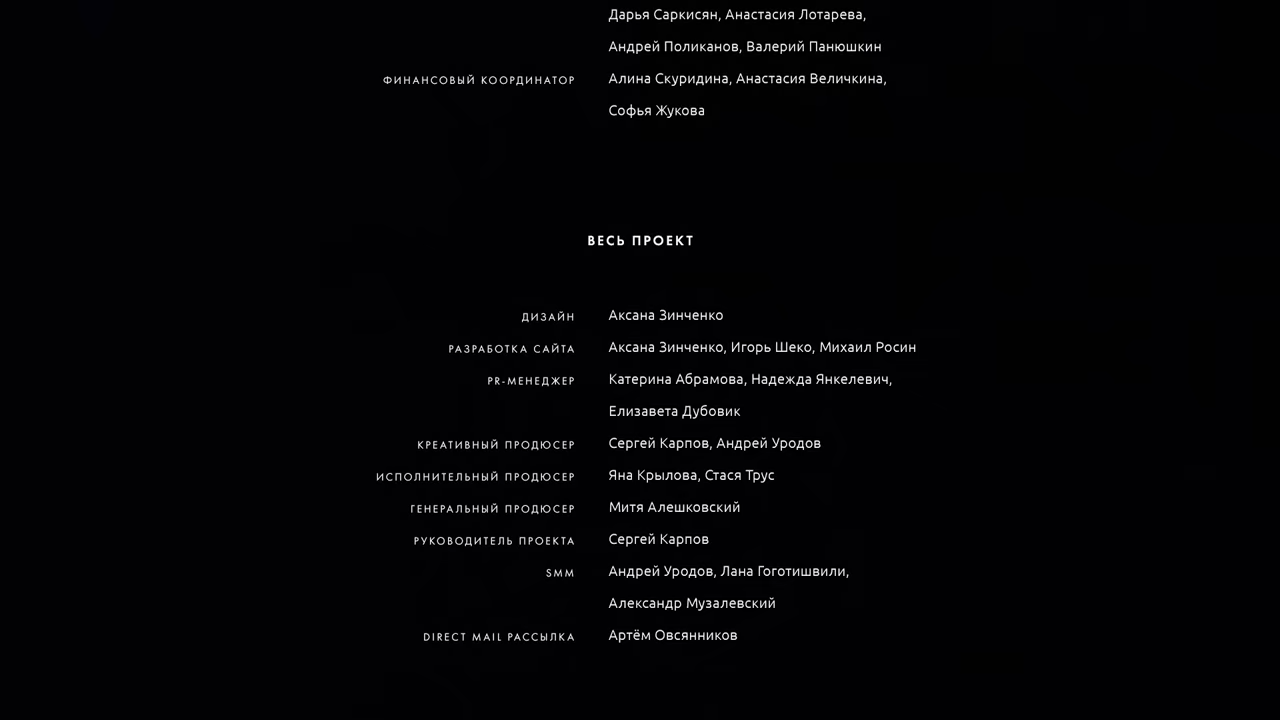 Дарья Саркисян, Анастасия Лотарева,
Андрей Поликанов, Валерий Панюшкин
ФИНАНСОВЫЙ КООРДИНАТОР Алина Скуридина, Анастасия Величкина,
Софья Жукова
ВЕСЬ ПРОЕКТ
ДИЗАЙН Аксана Зинченко
РАЗРАБОТКА САЙТА Аксана Зинченко, Игорь Шеко, Михаил Росин
PR-МЕНЕДЖЕР Катерина Абрамова, Надежда Янкелевич,
Елизавета Дубовик
КРЕАТИВНЫЙ ПРОДЮСЕР Сергей Карпов, Андрей Уродов
ИСПОЛНИТЕЛЬНЫЙ ПРОДЮСЕР Яна Крылова, Стася Трус
ГЕНЕРАЛЬНЫЙ ПРОДЮСЕР Митя Алешковский
РУКОВОДИТЕЛЬ ПРОЕКТА Сергей Карпов
SMM Андрей Уродов, Лана Гоготишвили,
Александр Музалевский
DIRECT MAIL РАССЫЛКА Артём Овсянников